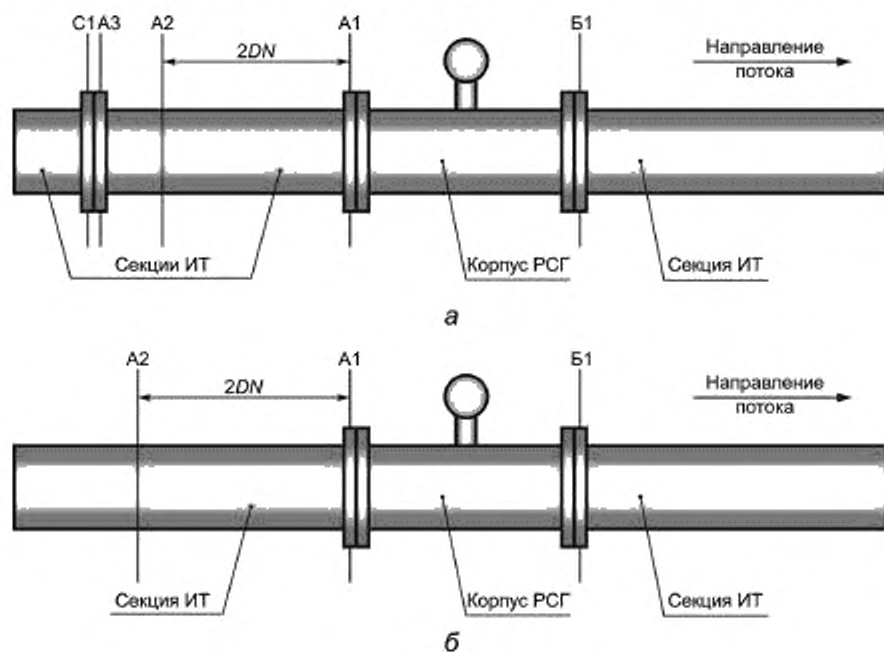 С1 А3 А2 А1 Б1
2DN
Направление
потока
Секции ИТ
Корпус РСГ
Секция ИТ
а
А2 А1 Б1
2DN
Направление
потока
Секция ИТ
Корпус РСГ
Секция ИТ
б